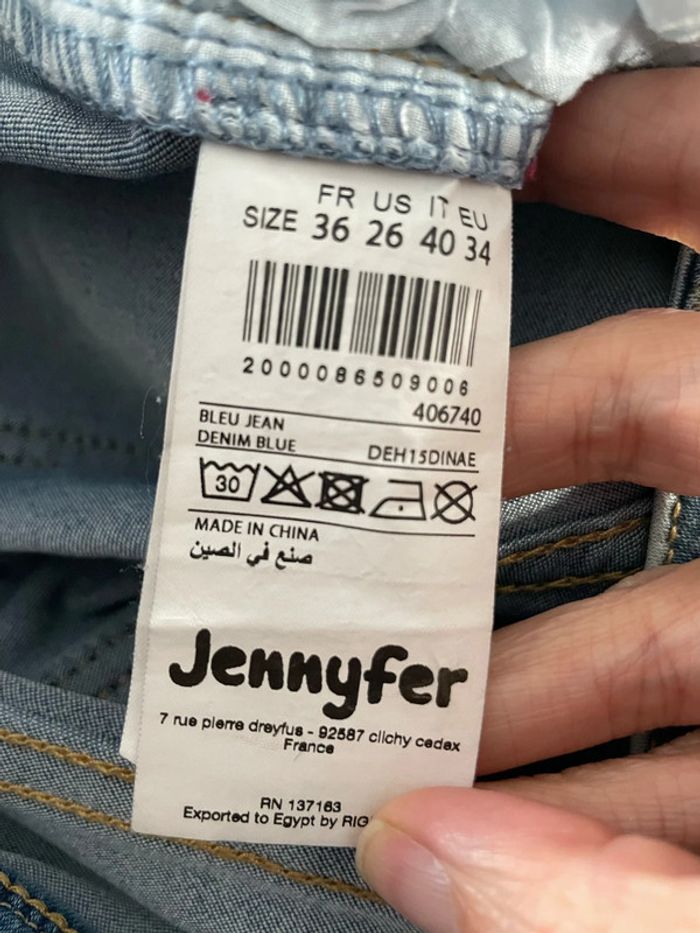 FR US IT EU
SIZE 36 26 40 34
2000086509006
406740
BLEU JEAN
DENIM BLUE DEH15DINAE
30
MADE IN CHINA
صنع في الصين
Jennyfer
7 rue pierre dreyfus - 92587 clichy cedex
France
RN 137163
Exported to Egypt by